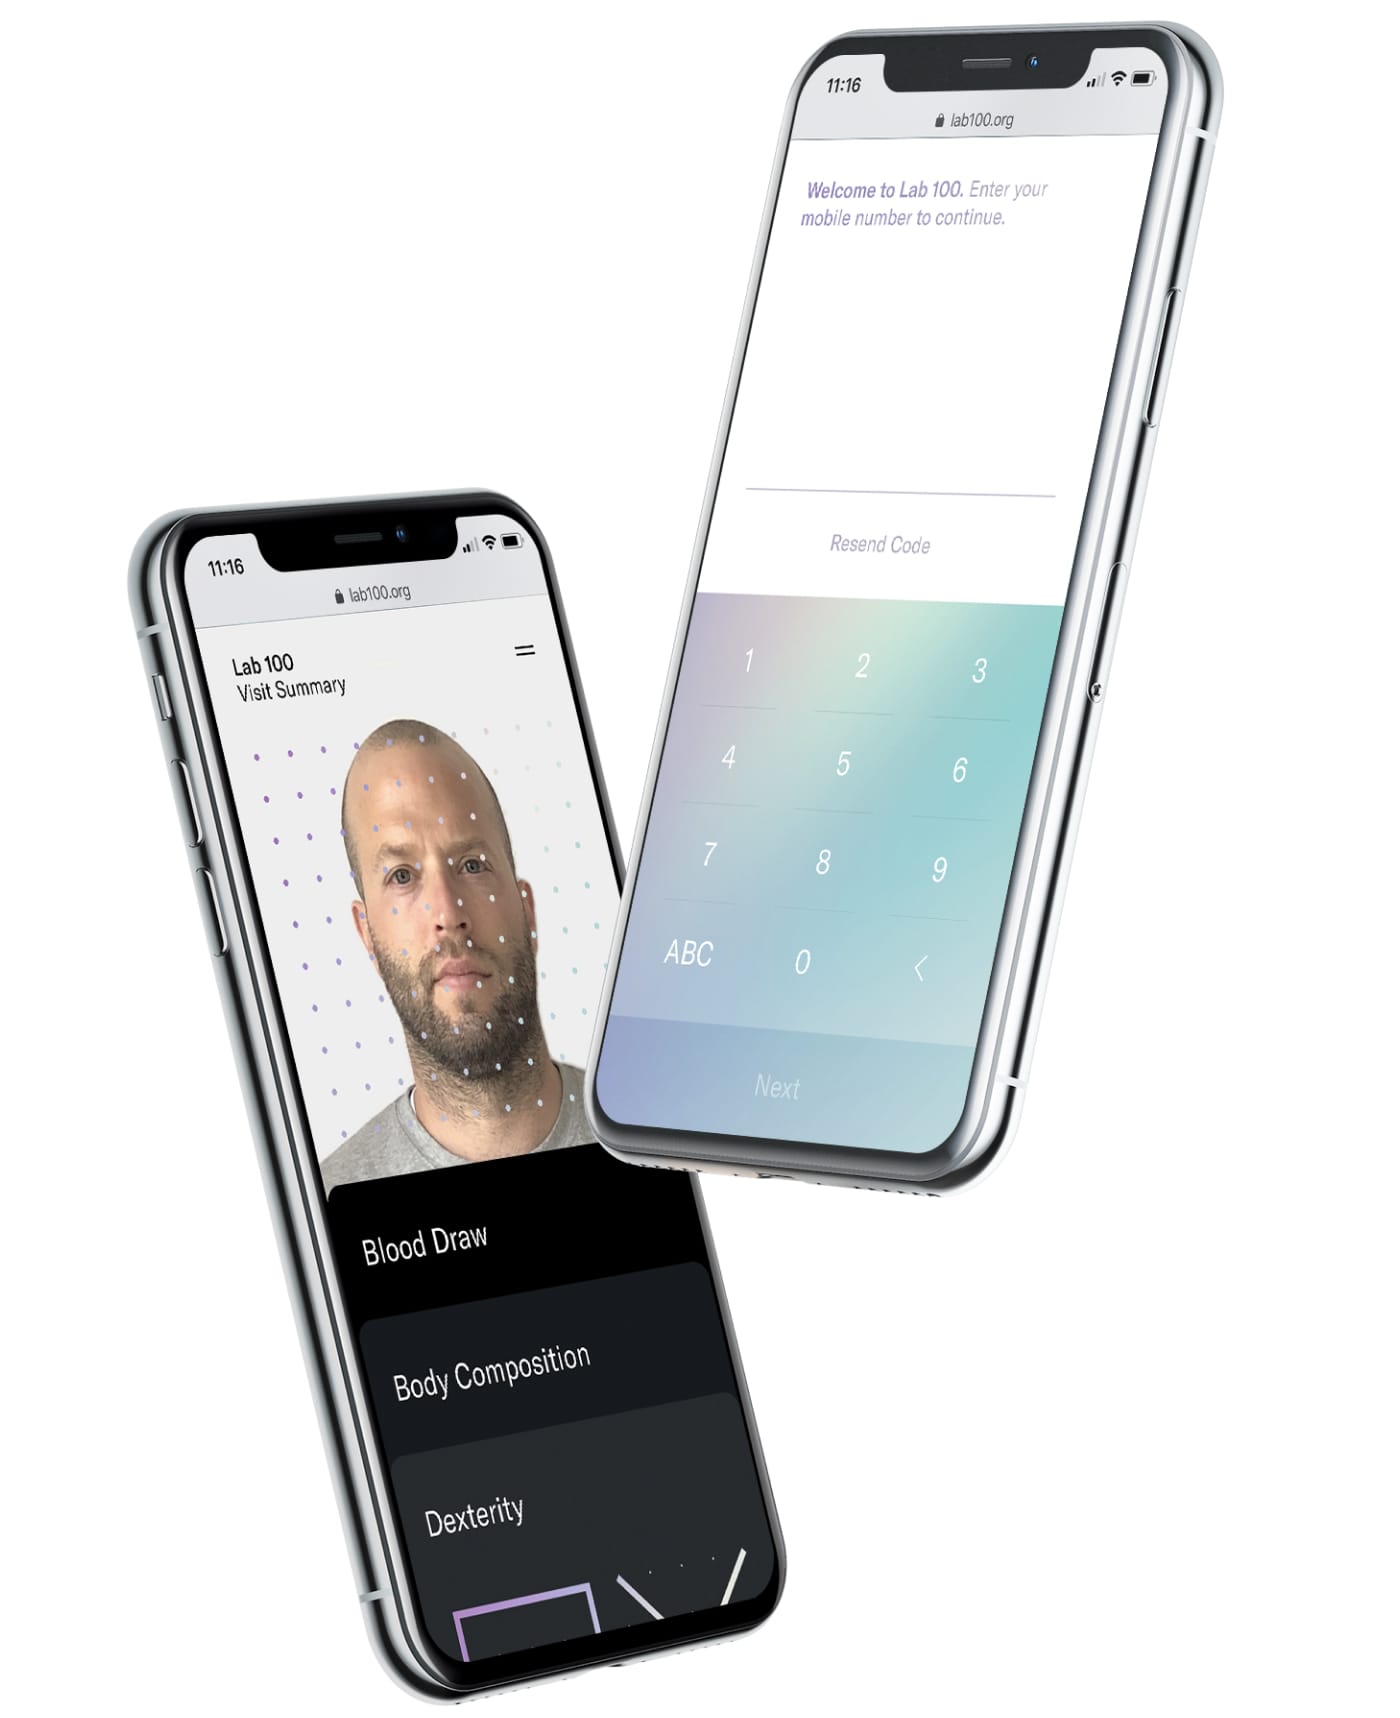 11:16
lab100.org
Welcome to Lab 100. Enter your
mobile number to continue.
Resend Code
1 2 3
4 5 6
7 8 9
ABC 0 <
Next
11:16
lab100.org
Lab 100
Visit Summary
Blood Draw
Body Composition
Dexterity